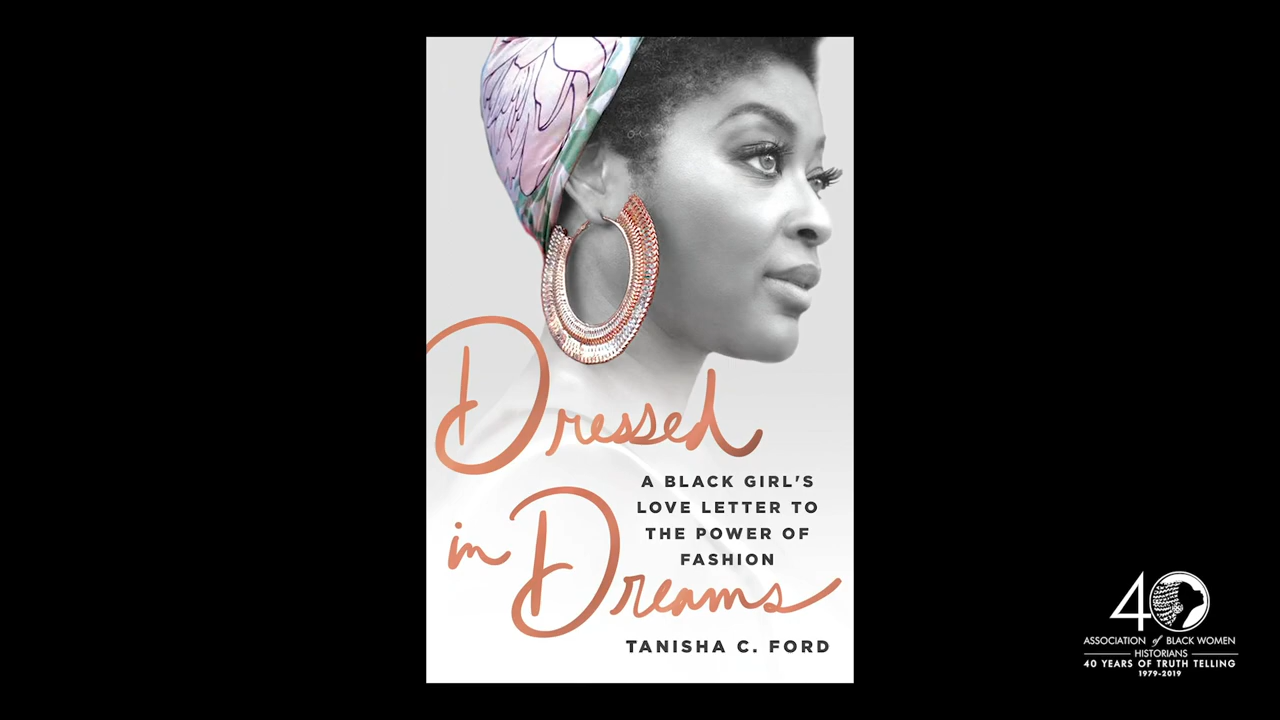 Dressed
in Dreams
A BLACK GIRL'S
LOVE LETTER TO
THE POWER OF
FASHION
TANISHA C. FORD
40
ASSOCIATION of BLACK WOMEN
HISTORIANS
40 YEARS OF TRUTH TELLING
1979-2019